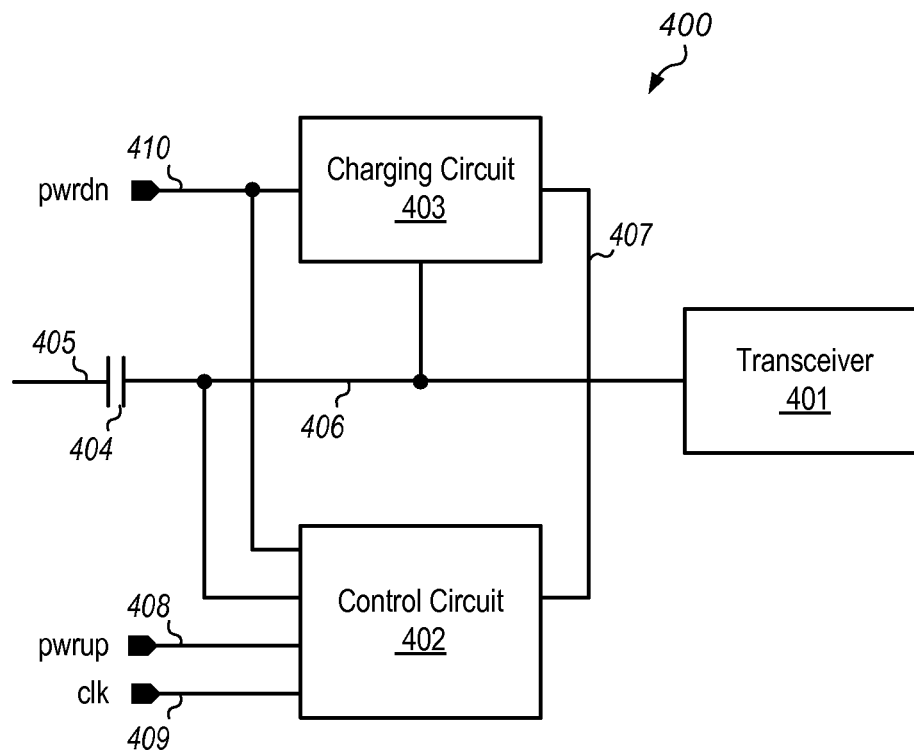 400
410
pwrdn
Charging Circuit
403
407
405
404
406
Transceiver
401
408
pwrup
clk
409
Control Circuit
402